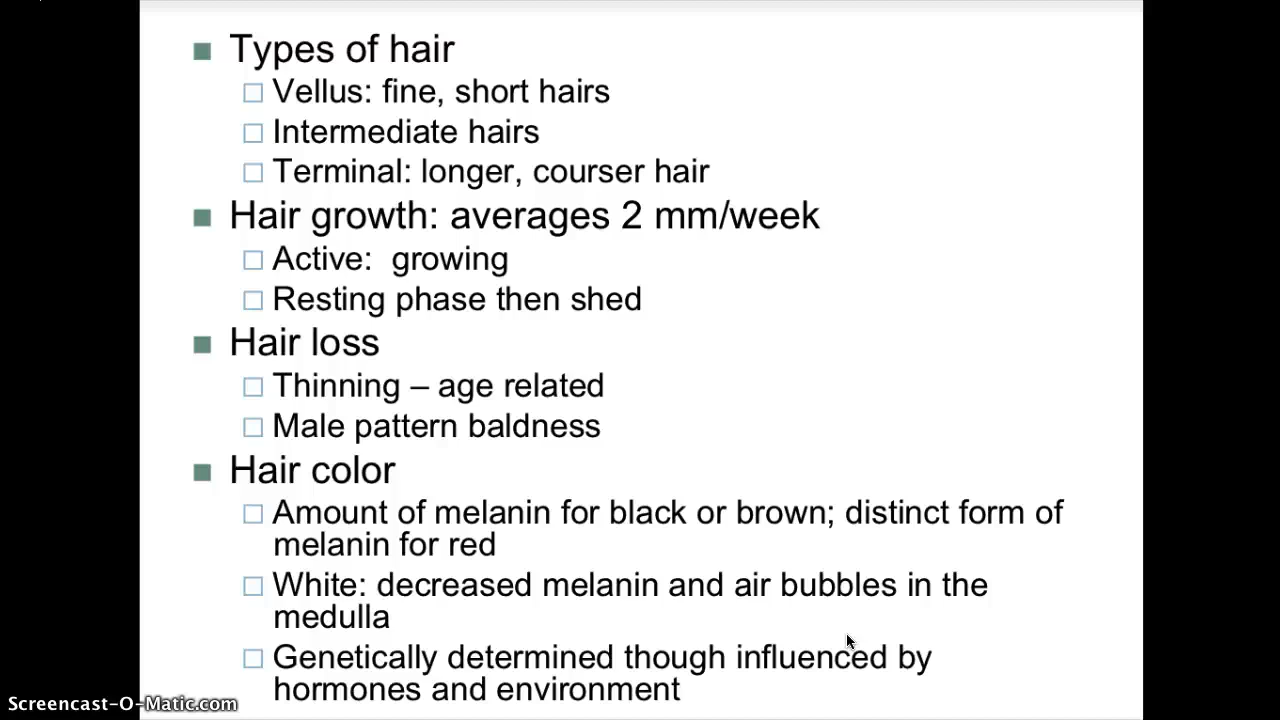 Types of hair
Vellus: fine, short hairs
Intermediate hairs
Terminal: longer, courser hair
Hair growth: averages 2 mm/week
Active:  growing
Resting phase then shed
Hair loss
Thinning – age related
Male pattern baldness
Hair color
Amount of melanin for black or brown; distinct form of
melanin for red
White: decreased melanin and air bubbles in the
medulla
Genetically determined though influenced by
hormones and environment
Screencast-O-Matic.com